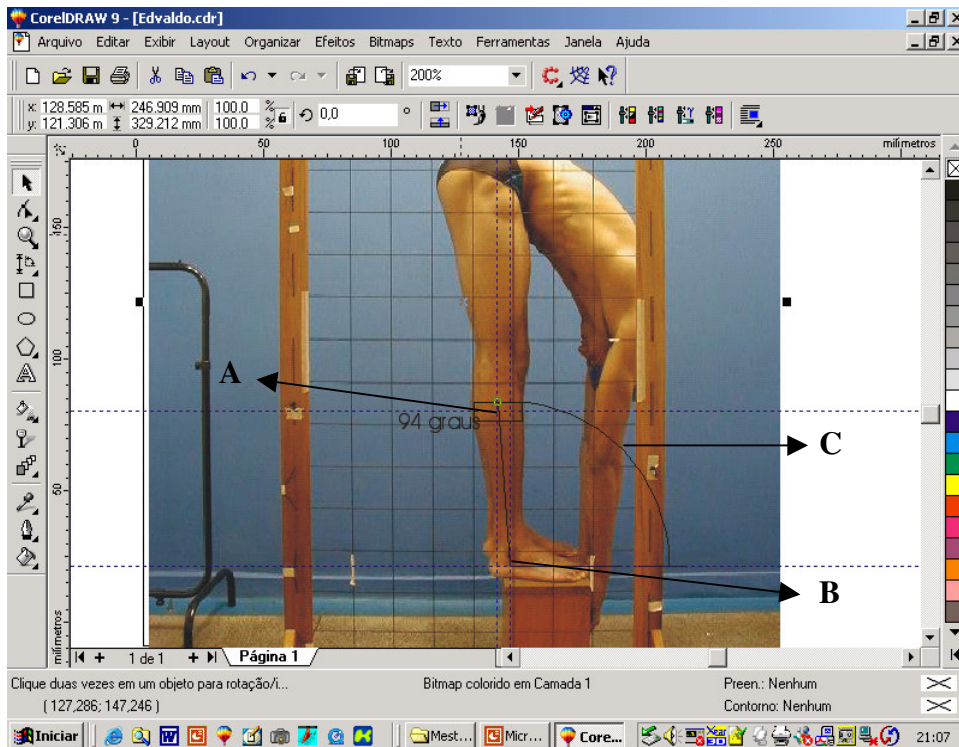 CorelDRAW 9 - [Edvaldo.cdr]
Arquivo Editar Exibir Layout Organizar Efeitos Bitmaps Texto Ferramentas Janela Ajuda
200%
x: 128.585 m 246.909 mm 100.0 % 0,0 °
y: 121.306 m 329.212 mm 100.0 %
0 50 100 150 200 250 milímetros
150
100
50
milímetros
A
94 graus
C
B
1 de 1 Página 1
Clique duas vezes em um objeto para rotação/i... Bitmap colorido em Camada 1 Preen.: Nenhum
( 127,286; 147,246 ) Contorno: Nenhum
Iniciar Mest... Micr... Core... 21:07